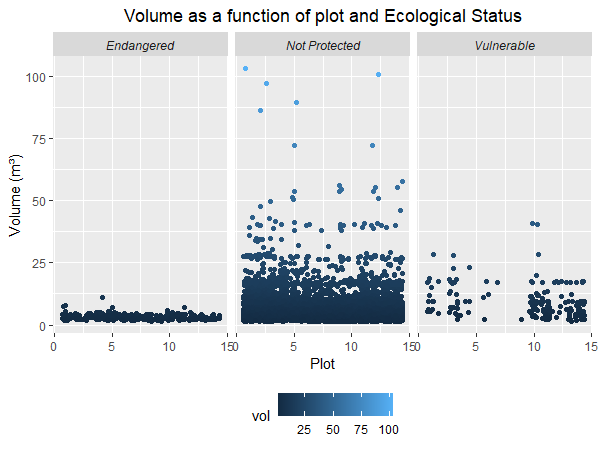 Volume as a function of plot and Ecological Status
Endangered Not Protected Vulnerable
Volume (m³)
100
75
50
25
0
0 5 10 15 0 5 10 15 0 5 10 15
Plot
vol
25 50 75 100